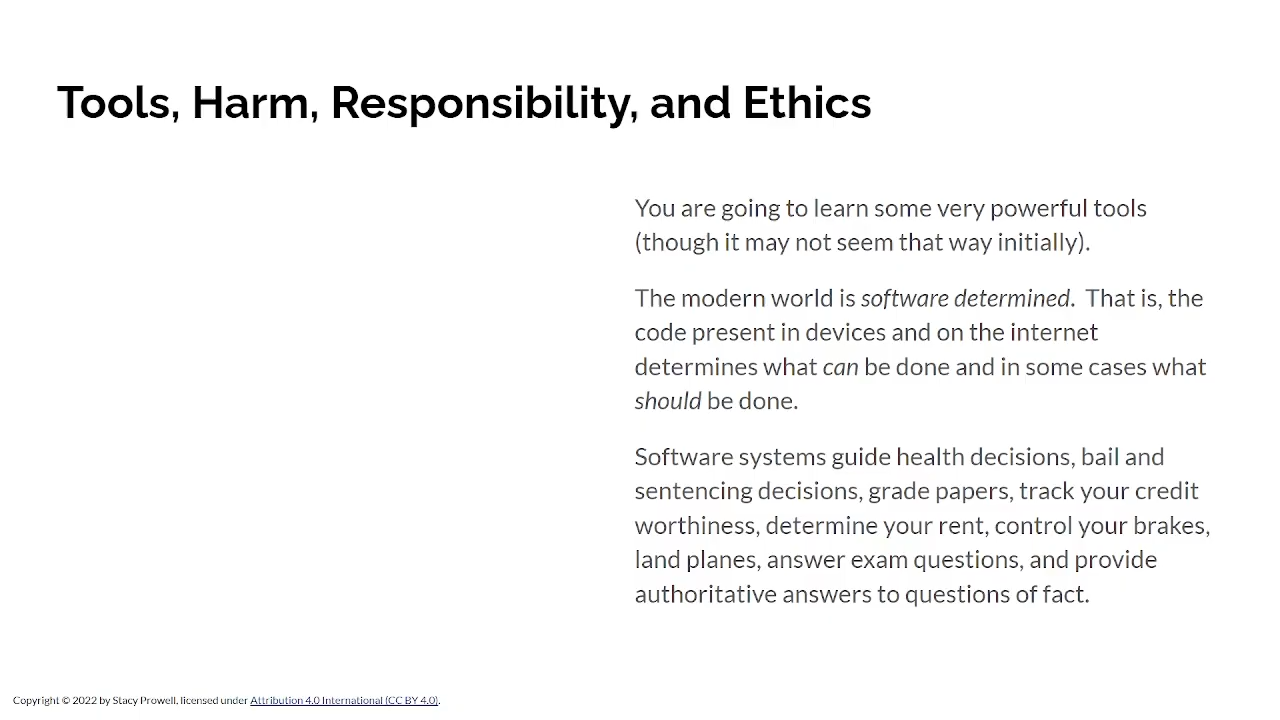 Tools, Harm, Responsibility, and Ethics
You are going to learn some very powerful tools
(though it may not seem that way initially).
The modern world is software determined.  That is, the
code present in devices and on the internet
determines what can be done and in some cases what
should be done.
Software systems guide health decisions, bail and
sentencing decisions, grade papers, track your credit
worthiness, determine your rent, control your brakes,
land planes, answer exam questions, and provide
authoritative answers to questions of fact.
Copyright © 2022 by Stacy Prowell, licensed under Attribution 4.0 International (CC BY 4.0).